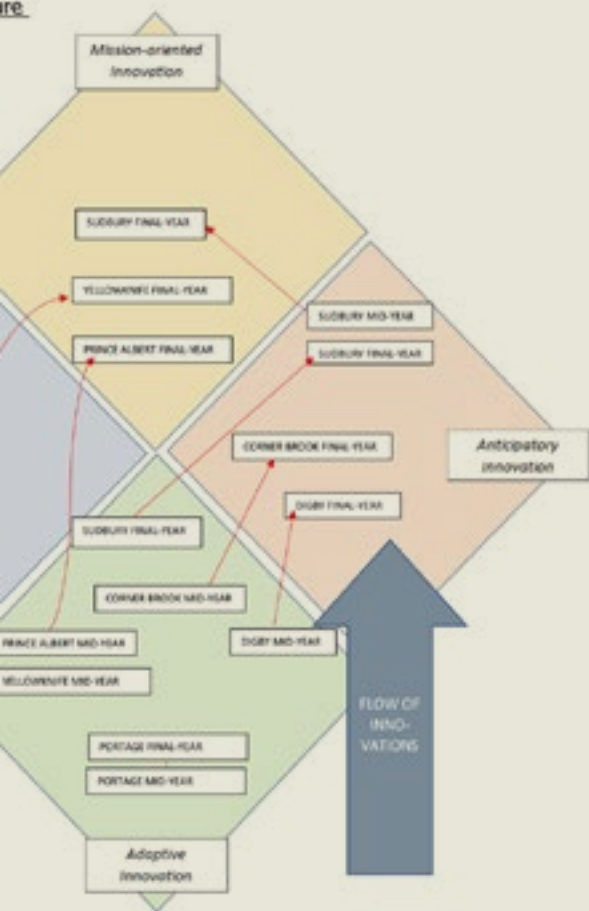 ure
Mission-oriented
Innovation
SUDBURY FINAL-YEAR
YELLOWKNIFE FINAL-YEAR
SUDBURY MID-YEAR
PRINCE ALBERT FINAL-YEAR
SUDBURY FINAL-YEAR
CORNER BROOK FINAL-YEAR
Anticipatory
Innovation
DIGBY FINAL-YEAR
SUDBURY FINAL-YEAR
CORNER BROOK MID-YEAR
PRINCE ALBERT MID-YEAR
DIGBY MID-YEAR
YELLOWKNIFE MID-YEAR
FLOW OF
INNO-
VATIONS
PORTAGE FINAL-YEAR
PORTAGE MID-YEAR
Adaptive
Innovation